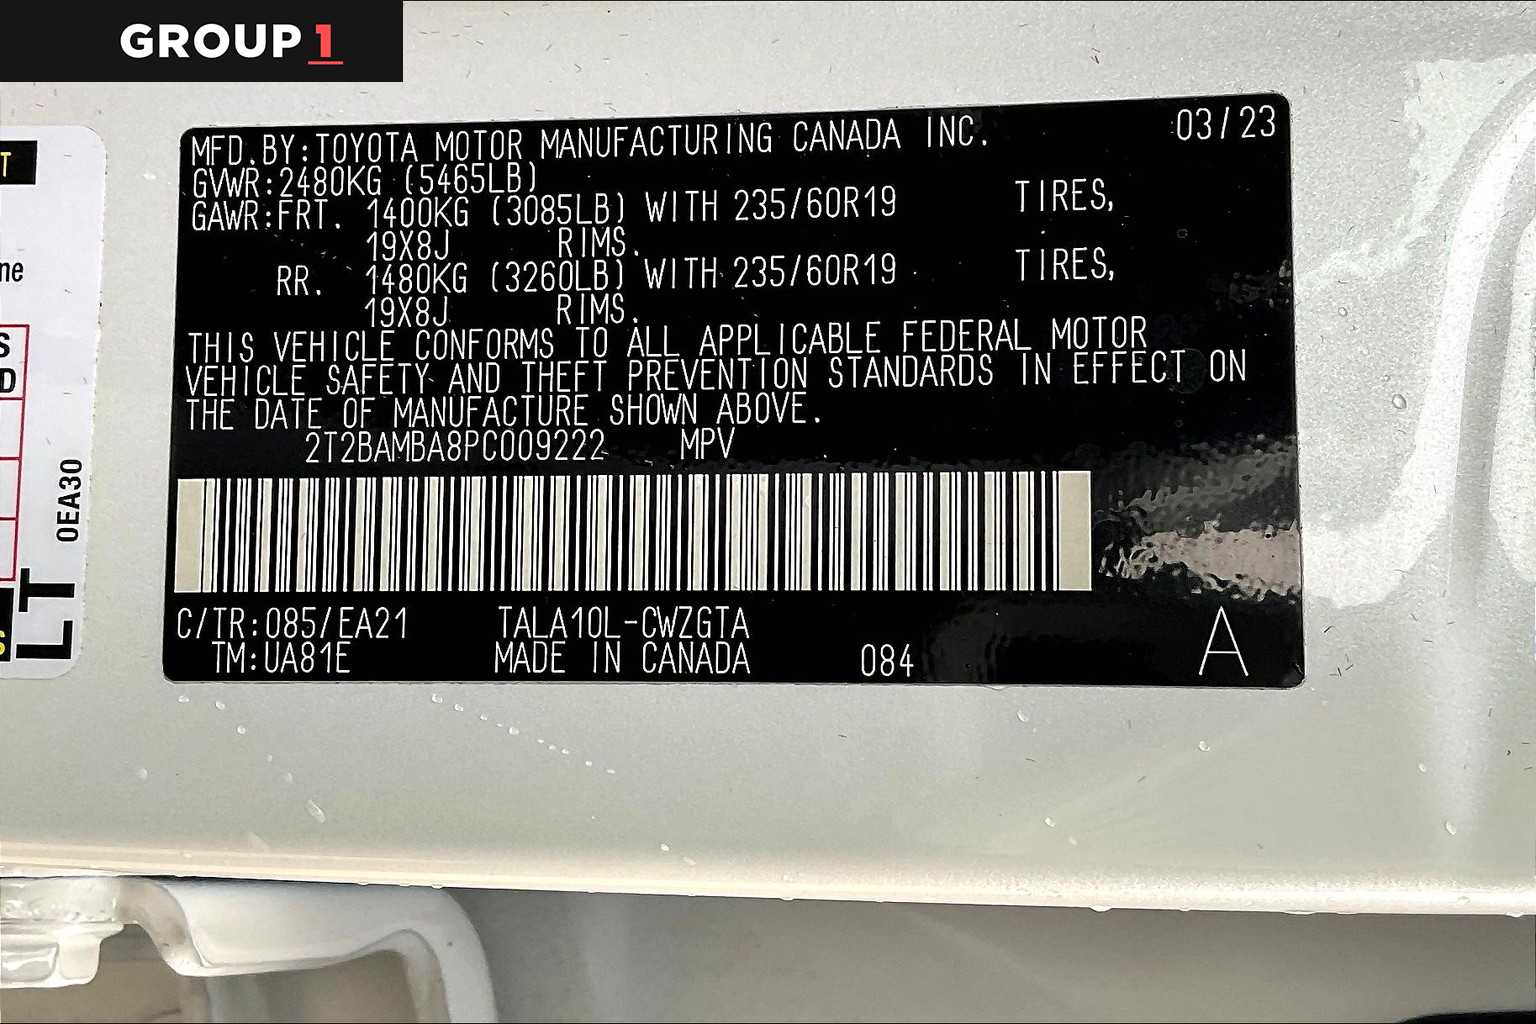 GROUP 1
MFD.BY:TOYOTA MOTOR MANUFACTURING CANADA INC. 03/23
GVWR:2480KG (5465LB)
GAWR:FRT. 1400KG (3085LB) WITH 235/60R19 TIRES,
19X8J RIMS.
RR. 1480KG (3260LB) WITH 235/60R19 TIRES,
19X8J RIMS.
THIS VEHICLE CONFORMS TO ALL APPLICABLE FEDERAL MOTOR
VEHICLE SAFETY AND THEFT PREVENTION STANDARDS IN EFFECT ON
THE DATE OF MANUFACTURE SHOWN ABOVE.
2T2BAMBA8PC009222 MPV
C/TR:085/EA21 TALA10L-CWZGTA
TM:UA81E MADE IN CANADA 084 A
0EA30
LT